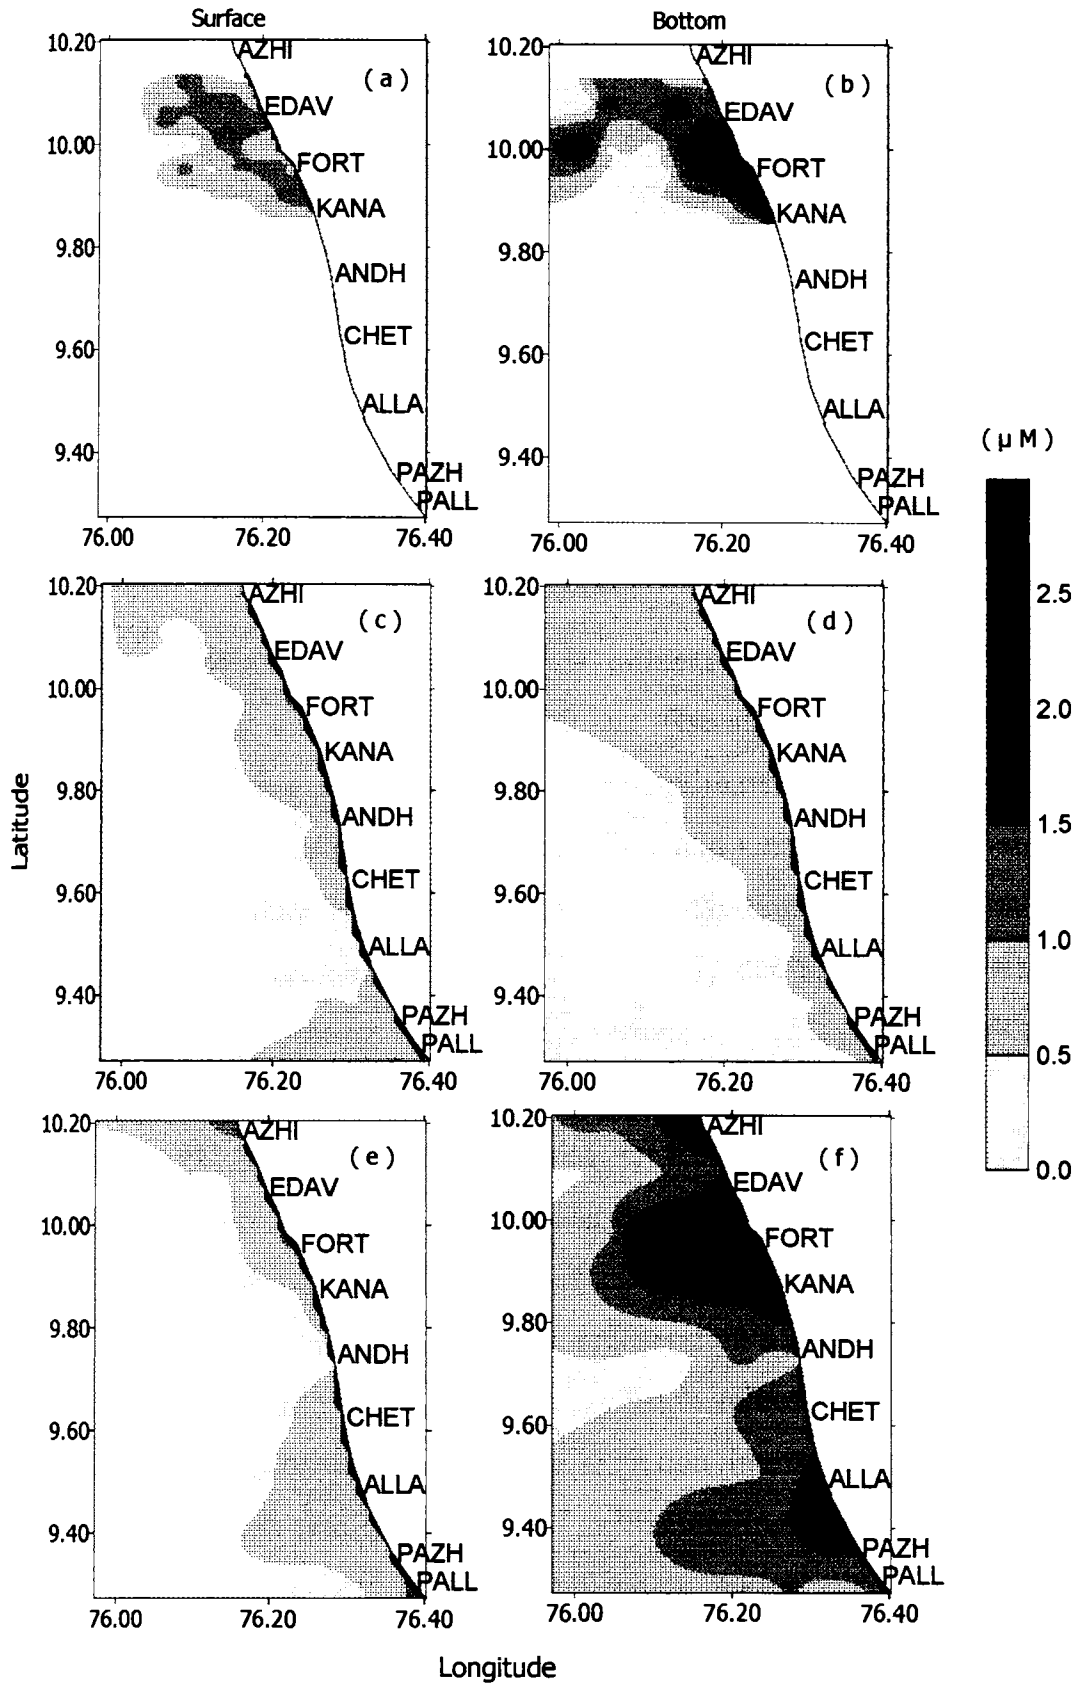 Surface
Bottom
10.20
AZHI
(a)
EDAV
10.00
FORT
KANA
9.80
ANDH
CHET
9.60
ALLA
9.40
PAZH
PALL
76.00 76.20 76.40
10.20
AZHI
(b)
EDAV
10.00
FORT
KANA
9.80
ANDH
CHET
9.60
ALLA
9.40
PAZH
PALL
76.00 76.20 76.40
(μM)
2.5
2.0
1.5
1.0
0.5
0.0
Latitude
10.20
AZHI
(c)
EDAV
10.00
FORT
KANA
9.80
ANDH
CHET
9.60
ALLA
9.40
PAZH
PALL
76.00 76.20 76.40
10.20
AZHI
(d)
EDAV
10.00
FORT
KANA
9.80
ANDH
CHET
9.60
ALLA
9.40
PAZH
PALL
76.00 76.20 76.40
10.20
AZHI
(e)
EDAV
10.00
FORT
KANA
9.80
ANDH
CHET
9.60
ALLA
9.40
PAZH
PALL
76.00 76.20 76.40
10.20
AZHI
(f)
EDAV
10.00
FORT
KANA
9.80
ANDH
CHET
9.60
ALLA
9.40
PAZH
PALL
76.00 76.20 76.40
Longitude